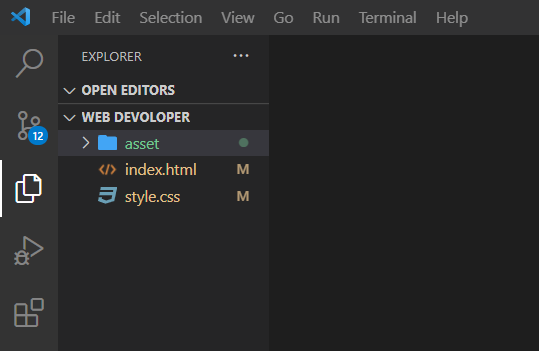 File Edit Selection View Go Run Terminal Help
EXPLORER ...
OPEN EDITORS
WEB DEVOLOPER
asset
index.html M
style.css M
12